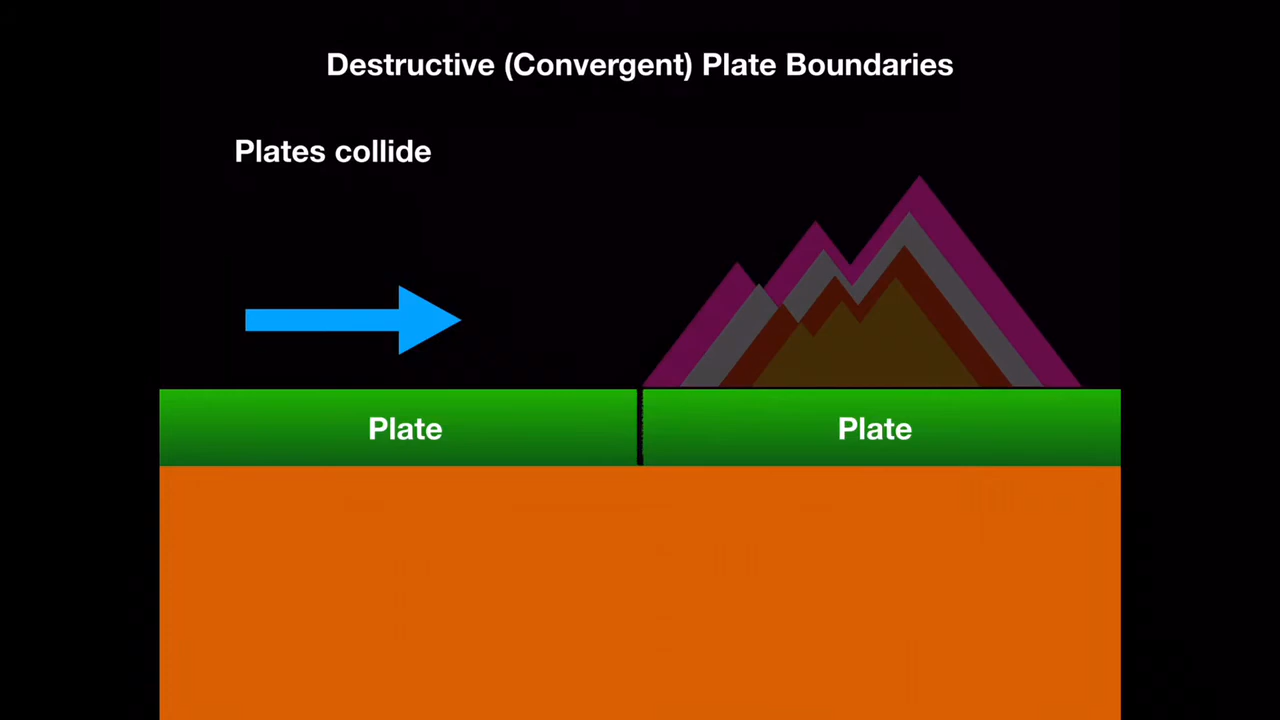 Destructive (Convergent) Plate Boundaries
Plates collide
Plate
Plate